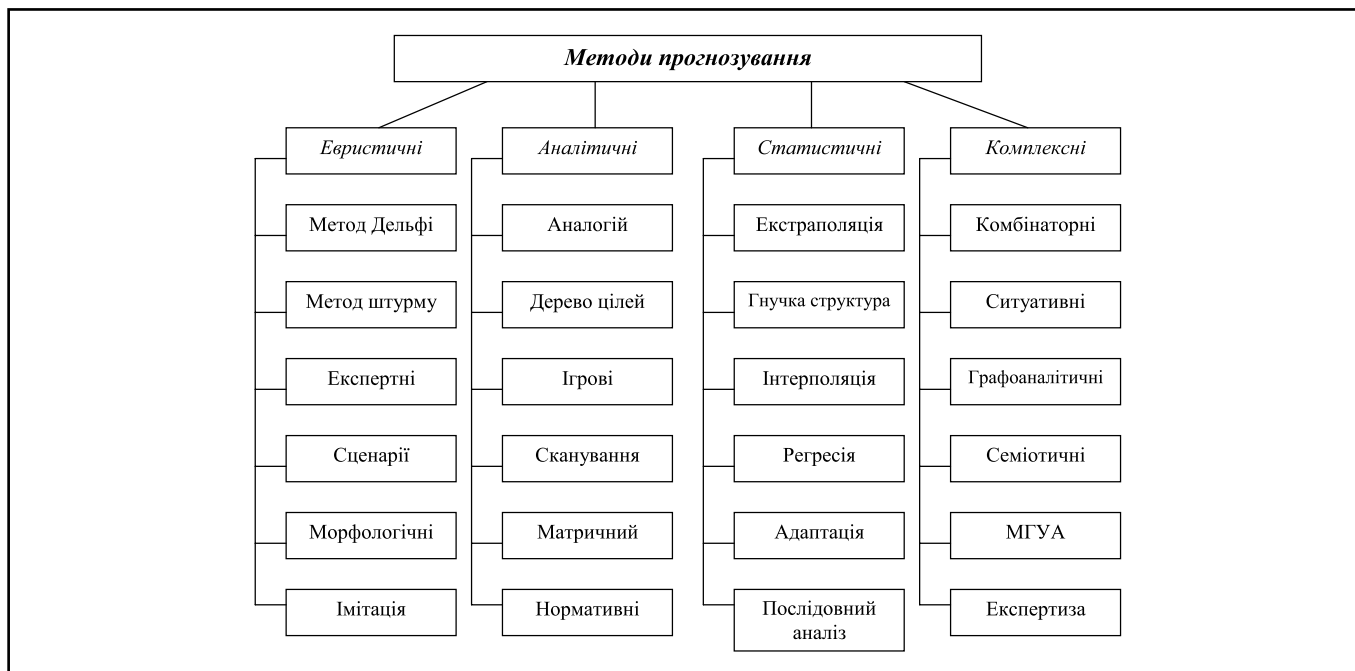 Методи прогнозування
Евристичні
Аналітичні
Статистичні
Комплексні
Метод Дельфі
Аналогій
Екстраполяція
Комбінаторні
Метод штурму
Дерево цілей
Гнучка структура
Ситуативні
Експертні
Ігрові
Інтерполяція
Графоаналітичні
Сценарії
Сканування
Регресія
Семіотичні
Морфологічні
Матричний
Адаптація
МГУА
Імітація
Нормативні
Послідовний
аналіз
Експертиза